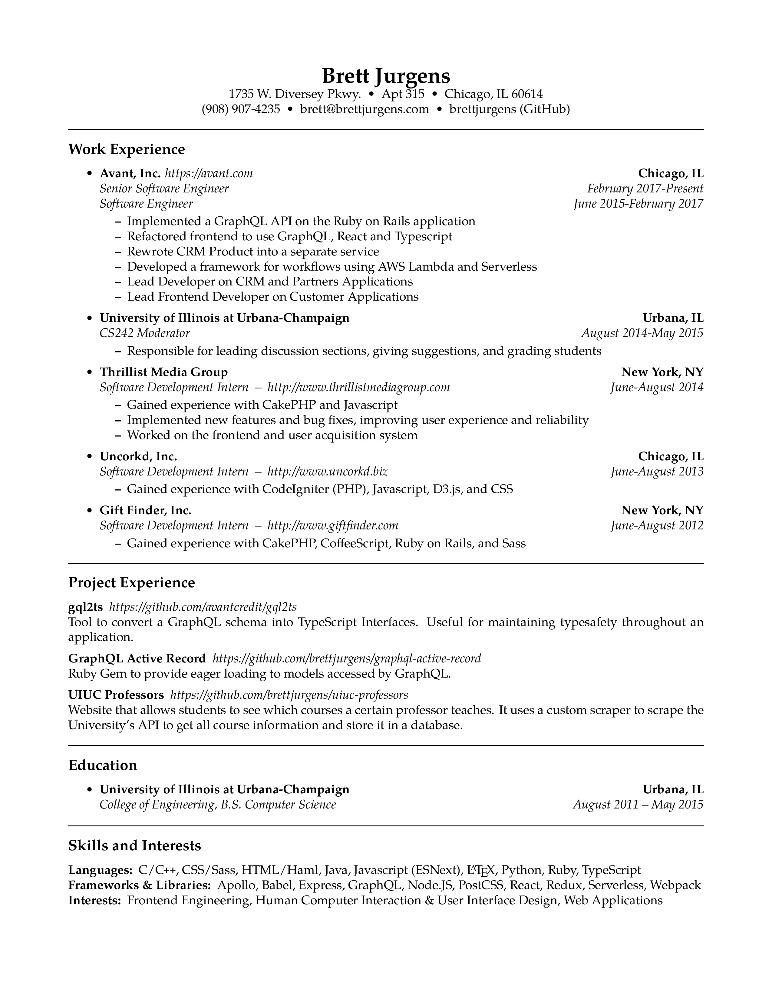 Brett Jurgens
1735 W. Diversey Pkwy. • Apt 315 • Chicago, IL 60614
(908) 907-4235 • brett@brettjurgens.com • brettjurgens (GitHub)
Work Experience
• Avant, Inc. https://avant.com Chicago, IL
Senior Software Engineer February 2017-Present
Software Engineer June 2015-February 2017
– Implemented a GraphQL API on the Ruby on Rails application
– Refactored frontend to use GraphQL, React and Typescript
– Rewrote CRM Product into a separate service
– Developed a framework for workflows using AWS Lambda and Serverless
– Lead Developer on CRM and Partners Applications
– Lead Frontend Developer on Customer Applications
• University of Illinois at Urbana-Champaign Urbana, IL
CS242 Moderator August 2014-May 2015
– Responsible for leading discussion sections, giving suggestions, and grading students
• Thrillist Media Group New York, NY
Software Development Intern — http://www.thrillistmediagroup.com June-August 2014
– Gained experience with CakePHP and Javascript
– Implemented new features and bug fixes, improving user experience and reliability
– Worked on the frontend and user acquisition system
• Uncorkd, Inc. Chicago, IL
Software Development Intern — http://www.uncorkd.biz June-August 2013
– Gained experience with CodeIgniter (PHP), Javascript, D3.js, and CSS
• Gift Finder, Inc. New York, NY
Software Development Intern — http://www.giftfinder.com June-August 2012
– Gained experience with CakePHP, CoffeeScript, Ruby on Rails, and Sass
Project Experience
gql2ts https://github.com/avantcredit/gql2ts
Tool to convert a GraphQL schema into TypeScript Interfaces. Useful for maintaining typesafety throughout an
application.
GraphQL Active Record https://github.com/brettjurgens/graphql-active-record
Ruby Gem to provide eager loading to models accessed by GraphQL.
UIUC Professors https://github.com/brettjurgens/uiuc-professors
Website that allows students to see which courses a certain professor teaches. It uses a custom scraper to scrape the
University's API to get all course information and store it in a database.
Education
• University of Illinois at Urbana-Champaign Urbana, IL
College of Engineering, B.S. Computer Science August 2011 – May 2015
Skills and Interests
Languages: C/C++, CSS/Sass, HTML/Haml, Java, Javascript (ESNext), LATEX, Python, Ruby, TypeScript
Frameworks & Libraries: Apollo, Babel, Express, GraphQL, Node.JS, PostCSS, React, Redux, Serverless, Webpack
Interests: Frontend Engineering, Human Computer Interaction & User Interface Design, Web Applications